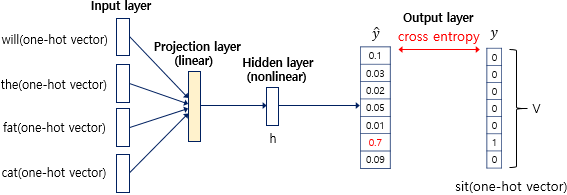 Input layer
will(one-hot vector)
the(one-hot vector)
fat(one-hot vector)
cat(one-hot vector)
Projection layer
(linear)
Hidden layer
(nonlinear)
h
Output layer
ŷ
cross entropy
y
0.1
0.03
0.02
0.05
0.01
0.7
0.09
0
0
0
0
0
1
0
V
sit(one-hot vector)